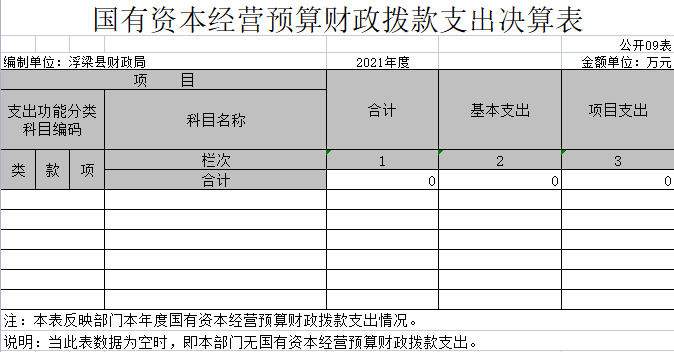 国有资本经营预算财政拨款支出决算表
公开09表
编制单位：浮梁县财政局 2021年度 金额单位：万元
项 目 合计 基本支出 项目支出
支出功能分类科目编码 科目名称
类 款 项 栏次 1 2 3
合计 0 0 0
注：本表反映部门本年度国有资本经营预算财政拨款支出情况。
说明：当此表数据为空时，即本部门无国有资本经营预算财政拨款支出。